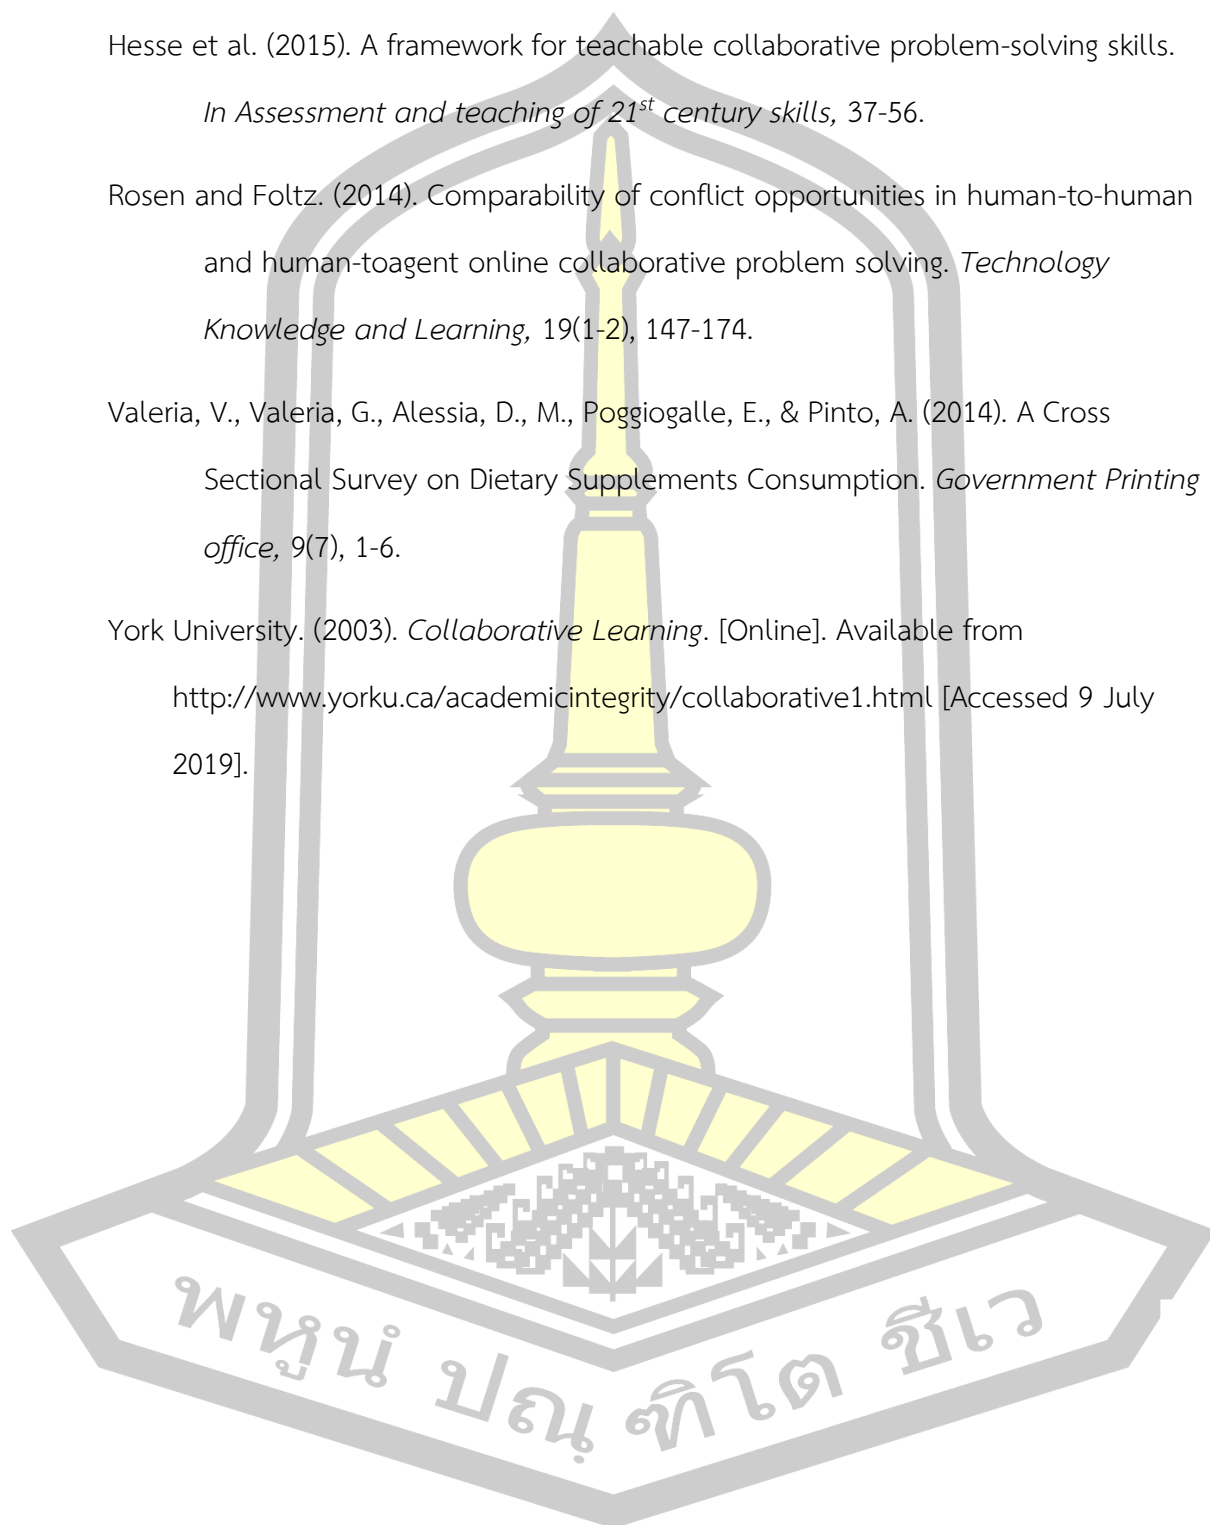 Hesse et al. (2015). A framework for teachable collaborative problem-solving skills.
In Assessment and teaching of 21st century skills, 37-56.
Rosen and Foltz. (2014). Comparability of conflict opportunities in human-to-human
and human-toagent online collaborative problem solving. Technology
Knowledge and Learning, 19(1-2), 147-174.
Valeria, V., Valeria, G., Alessia, D., M., Poggiogalle, E., & Pinto, A. (2014). A Cross
Sectional Survey on Dietary Supplements Consumption. Government Printing
office, 9(7), 1-6.
York University. (2003). Collaborative Learning. [Online]. Available from
http://www.yorku.ca/academicintegrity/collaborative1.html [Accessed 9 July
2019].
พหูนํ ปณฺฑิโต ชีเว